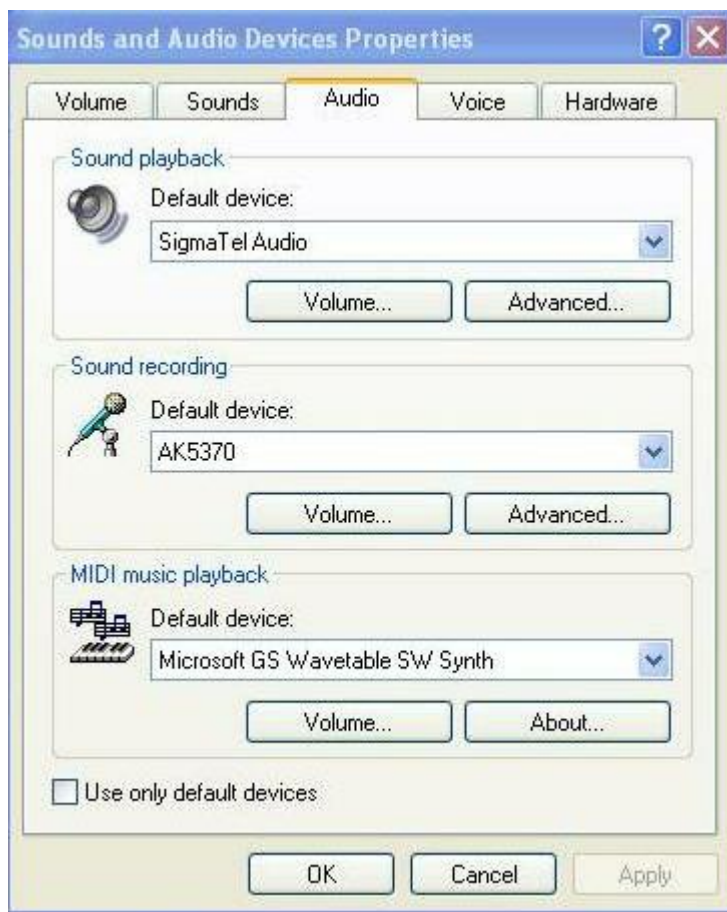 Sounds and Audio Devices Properties
Volume Sounds Audio Voice Hardware
Sound playback
Default device:
SigmaTel Audio
Volume... Advanced...
Sound recording
Default device:
AK5370
Volume... Advanced...
MIDI music playback
Default device:
Microsoft GS Wavetable SW Synth
Volume... About...
Use only default devices
OK Cancel Apply